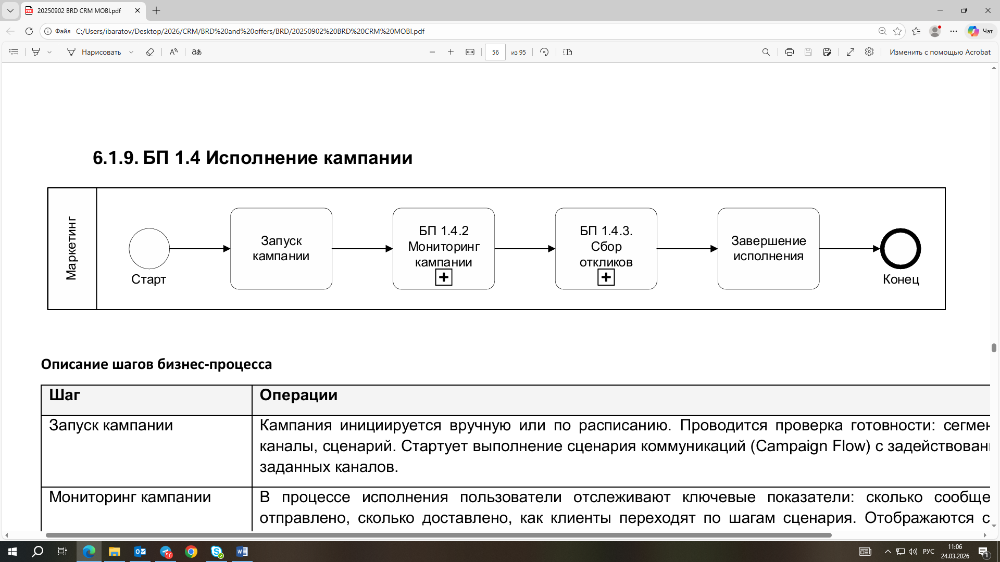 20250902 BRD CRM MOBI.pdf
Файл C:/Users/ibaratov/Desktop/2026/CRM/BRD%20and%20offers/BRD/20250902%20BRD%20CRM%20MOBI.pdf
Чат
Нарисовать
56 из 95
Изменить с помощью Acrobat
6.1.9. БП 1.4 Исполнение кампании
Маркетинг
Старт
Запуск
кампании
БП 1.4.2
Мониторинг
кампании
БП 1.4.3.
Сбор
откликов
Завершение
исполнения
Конец
Описание шагов бизнес-процесса
Шаг
Операции
Запуск кампании
Кампания инициируется вручную или по расписанию. Проводится проверка готовности: сегмен
каналы, сценарий. Стартует выполнение сценария коммуникаций (Campaign Flow) с задействован
заданных каналов.
Мониторинг кампании
В процессе исполнения пользователи отслеживают ключевые показатели: сколько сообще
отправлено, сколько доставлено, как клиенты переходят по шагам сценария. Отображаются с
56
РУС
11:06
24.03.2026
1